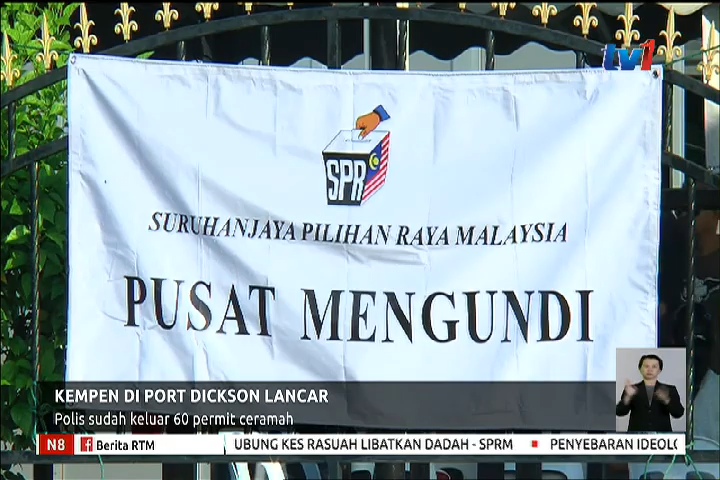 tv1
SPR
SURUHANJAYA PILIHAN RAYA MALAYSIA
PUSAT MENGUNDI
KEMPEN DI PORT DICKSON LANCAR
Polis sudah keluar 60 permit ceramah
N8 Berita RTM UBUNG KES RASUAH LIBATKAN DADAH - SPRM PENYEBARAN IDEOLO